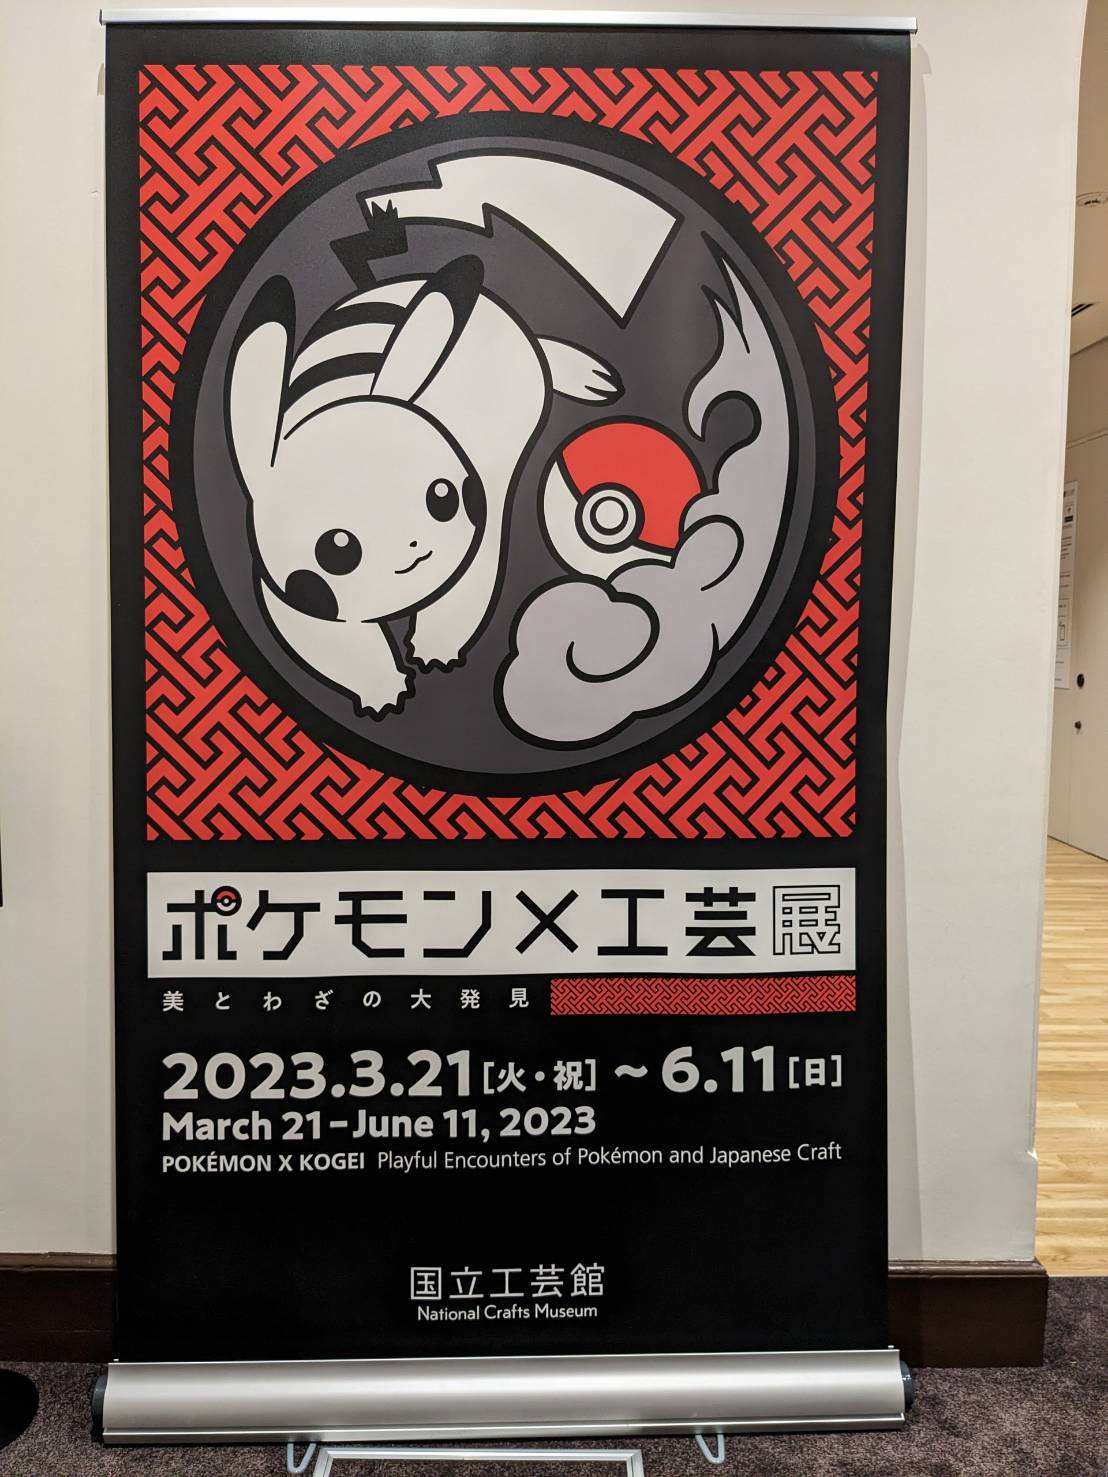 ポケモン×工芸展
美とわざの大発見
2023.3.21[火・祝]～6.11[日]
March 21–June 11, 2023
POKÉMON X KOGEI Playful Encounters of Pokémon and Japanese Craft
国立工芸館
National Crafts Museum